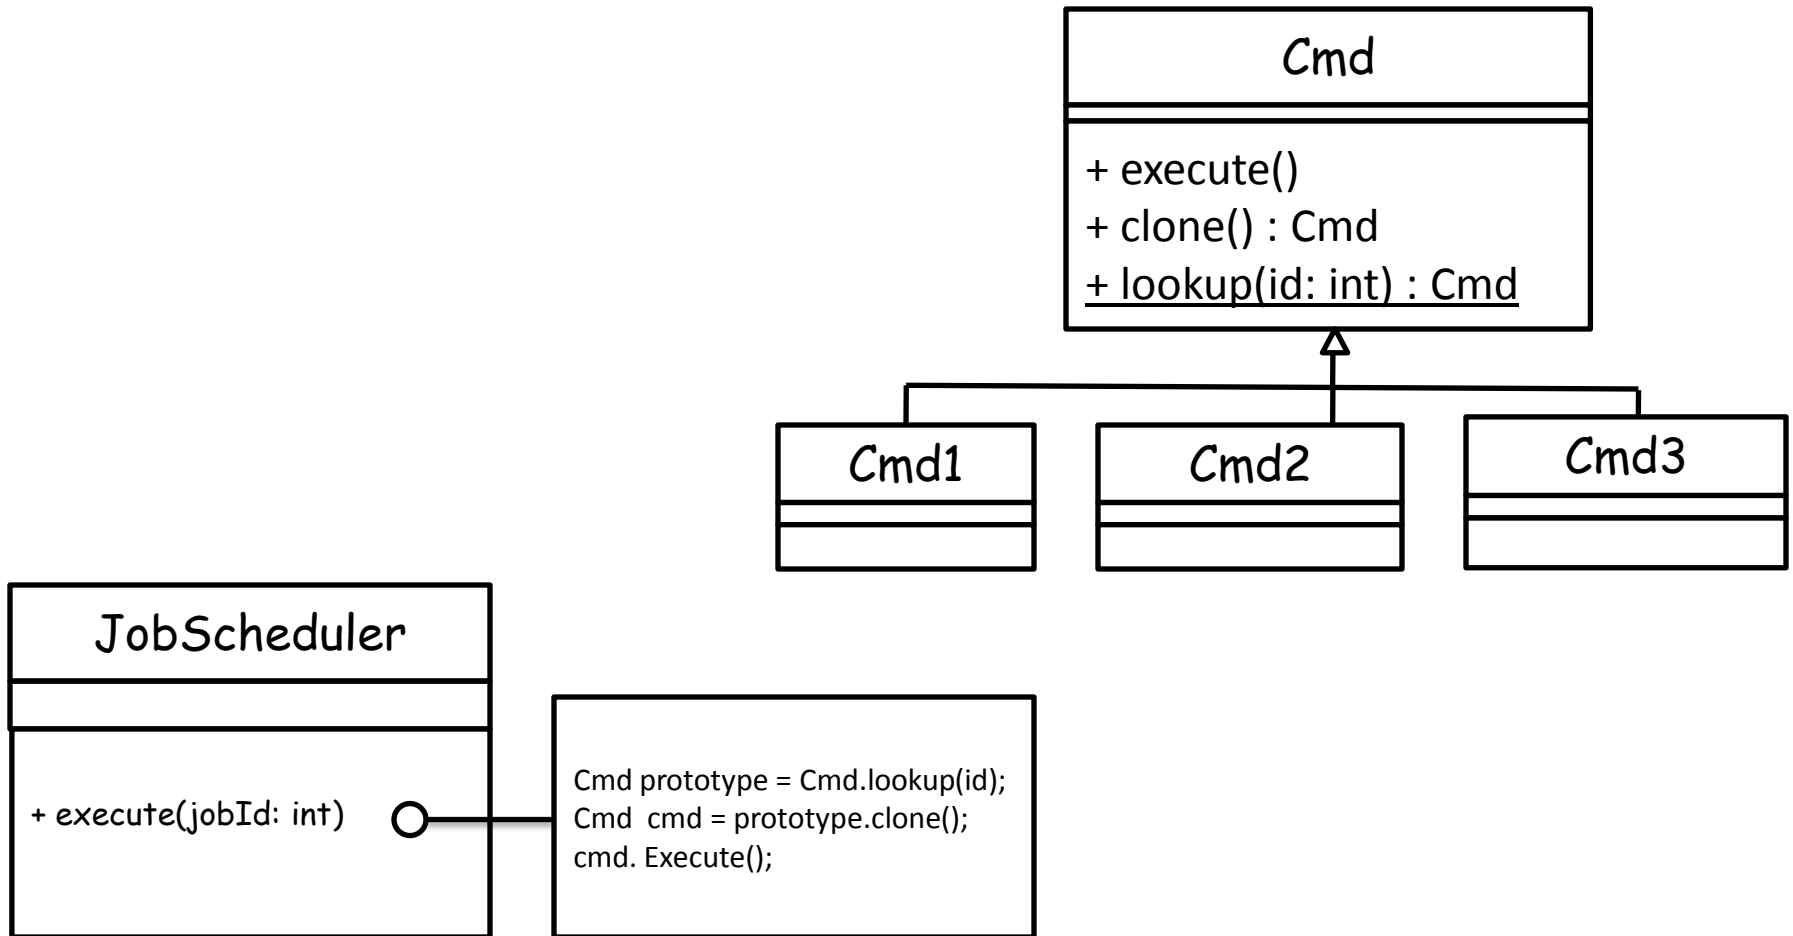 Cmd
+ execute()
+ clone() : Cmd
+ lookup(id: int) : Cmd
Cmd1
Cmd2
Cmd3
JobScheduler
+ execute(jobId: int)
Cmd prototype = Cmd.lookup(id);
Cmd cmd = prototype.clone();
cmd. Execute();